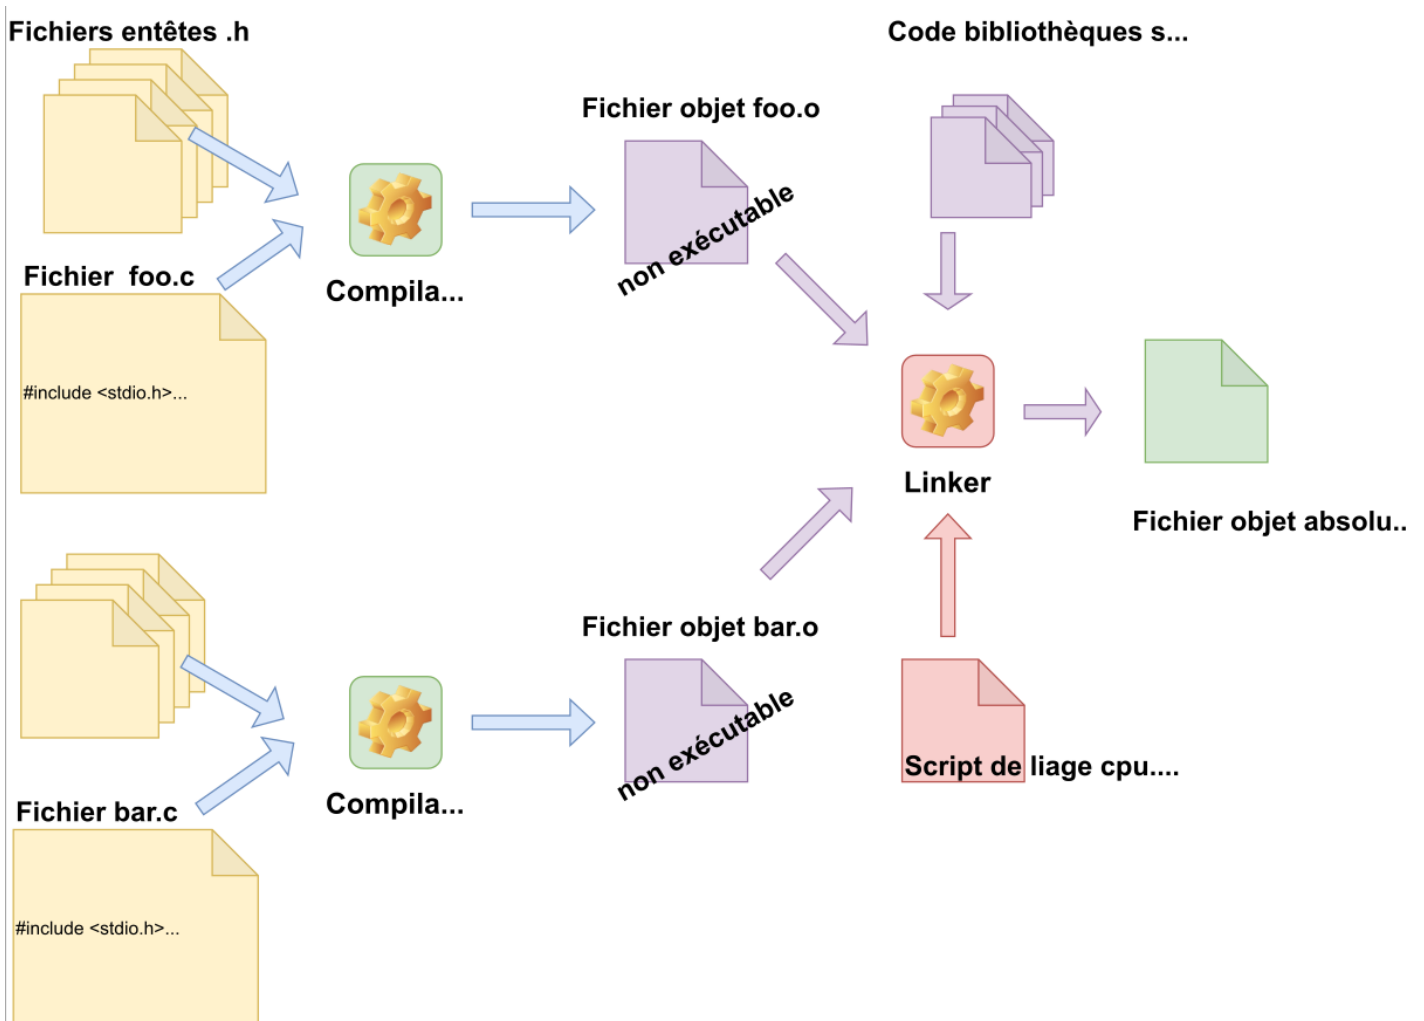 Fichiers entêtes .h
Code bibliothèques s...
Fichier objet foo.o
non exécutable
Fichier foo.c
Compila...
#include <stdio.h>...
Linker
Fichier objet absolu..
Fichier objet bar.o
non exécutable
Script de liage cpu....
Compila...
Fichier bar.c
#include <stdio.h>...